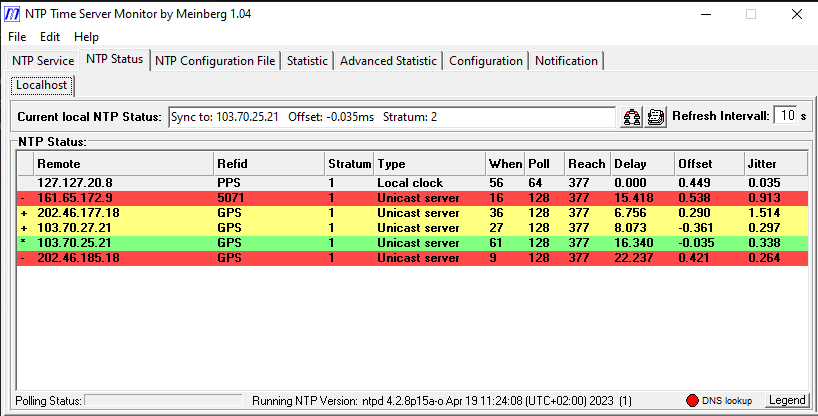 NTP Time Server Monitor by Meinberg 1.04
File Edit Help
NTP Service NTP Status NTP Configuration File Statistic Advanced Statistic Configuration Notification
Localhost
Current local NTP Status: Sync to: 103.70.25.21 Offset: -0.035ms Stratum: 2 Refresh Intervall: 10 s
NTP Status:
Remote Refid Stratum Type When Poll Reach Delay Offset Jitter
127.127.20.8 PPS 1 Local clock 56 64 377 0.000 0.449 0.035
- 161.65.172.9 5071 1 Unicast server 16 128 377 15.418 0.538 0.913
+ 202.46.177.18 GPS 1 Unicast server 36 128 377 6.756 0.290 1.514
+ 103.70.27.21 GPS 1 Unicast server 27 128 377 8.073 -0.361 0.297
* 103.70.25.21 GPS 1 Unicast server 61 128 377 16.340 -0.035 0.338
- 202.46.185.18 GPS 1 Unicast server 9 128 377 22.237 0.421 0.264
Polling Status: Running NTP Version: ntpd 4.2.8p15a-o Apr 19 11:24:08 (UTC+02:00) 2023 (1) DNS lookup Legend